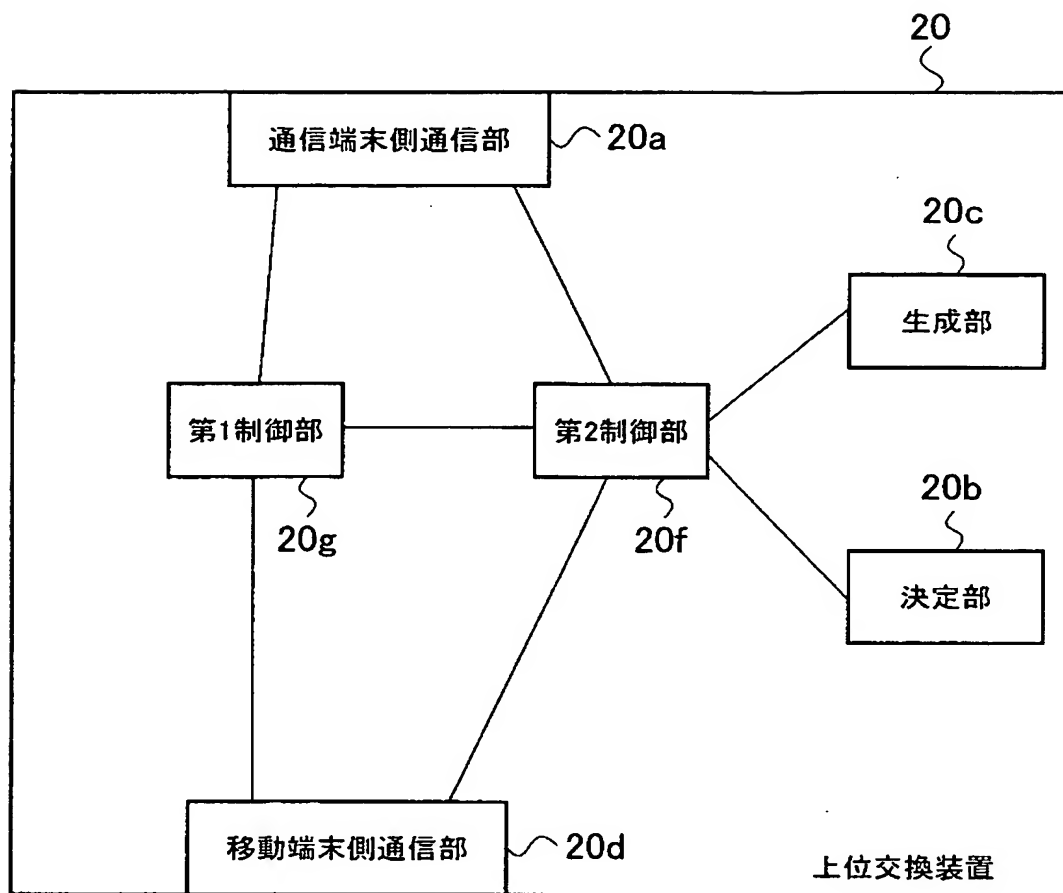 20
通信端末側通信部
20a
20c
生成部
第1制御部
第2制御部
20g
20f
20b
決定部
移動端末側通信部
20d
上位交換装置